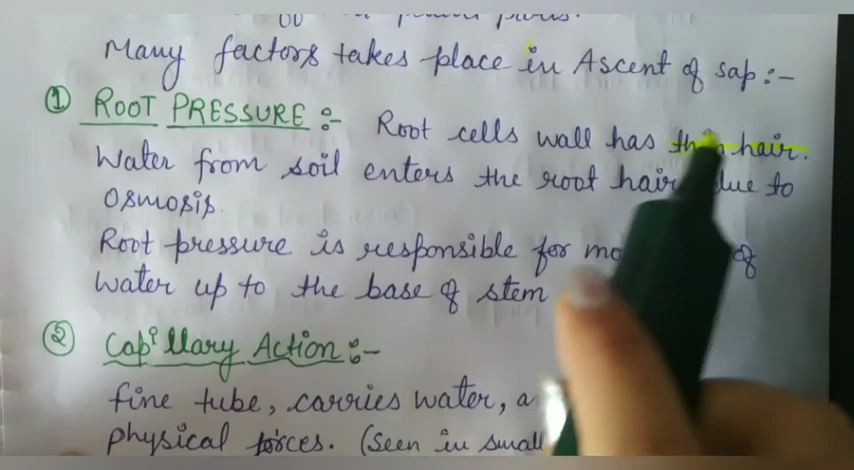 Many factors takes place in Ascent of sap :-
① ROOT PRESSURE :- Root cells wall has thin hair.
Water from soil enters the root hair due to
osmosis.
Root pressure is responsible for of
water up to the base of stem
② Capillary Action :-
fine tube, carries water, a
physical forces. (Seen in small